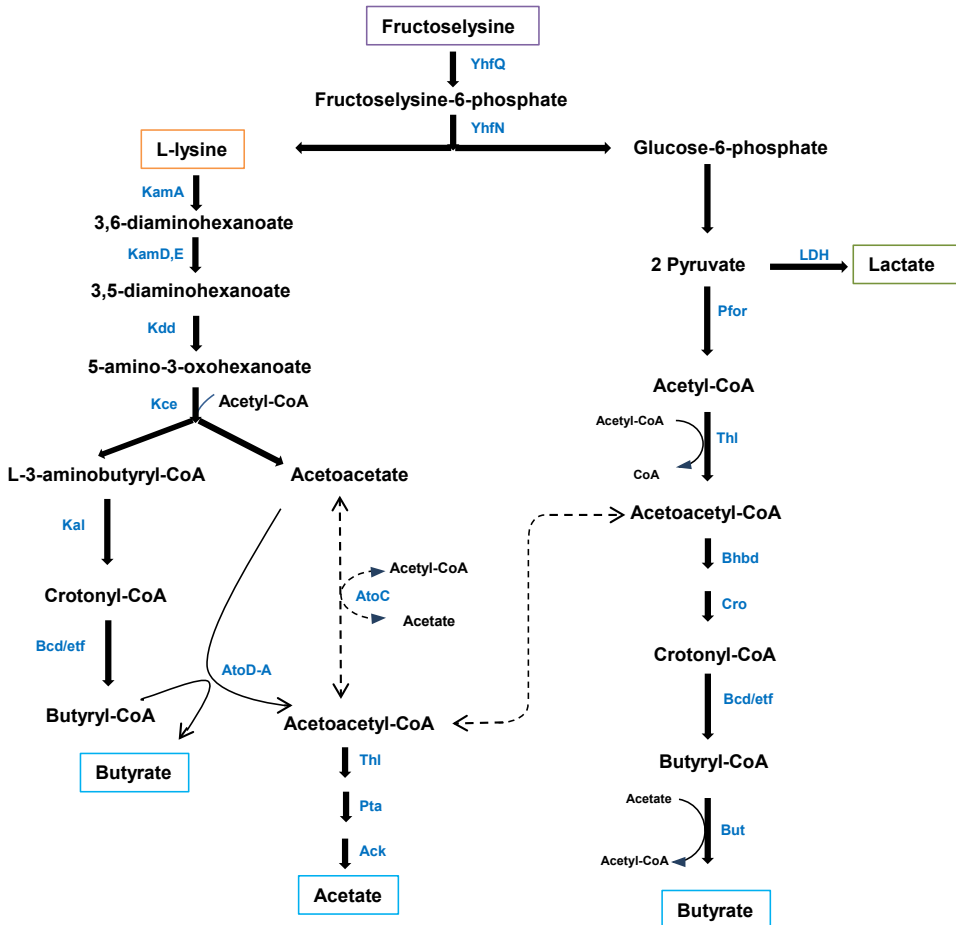 Fructoselysine
YhfQ
Fructoselysine-6-phosphate
YhfN
L-lysine
Glucose-6-phosphate
KamA
3,6-diaminohexanoate
KamD,E
3,5-diaminohexanoate
Kdd
5-amino-3-oxohexanoate
Kce
Acetyl-CoA
L-3-aminobutyryl-CoA
Acetoacetate
Kal
Crotonyl-CoA
Bcd/etf
Butyryl-CoA
Butyrate
AtoD-A
Acetyl-CoA
AtoC
Acetate
Acetoacetyl-CoA
Thl
Pta
Ack
Acetate
2 Pyruvate
LDH
Lactate
Pfor
Acetyl-CoA
Acetyl-CoA
Thl
CoA
Acetoacetyl-CoA
Bhbd
Cro
Crotonyl-CoA
Bcd/etf
Butyryl-CoA
Acetate
But
Acetyl-CoA
Butyrate